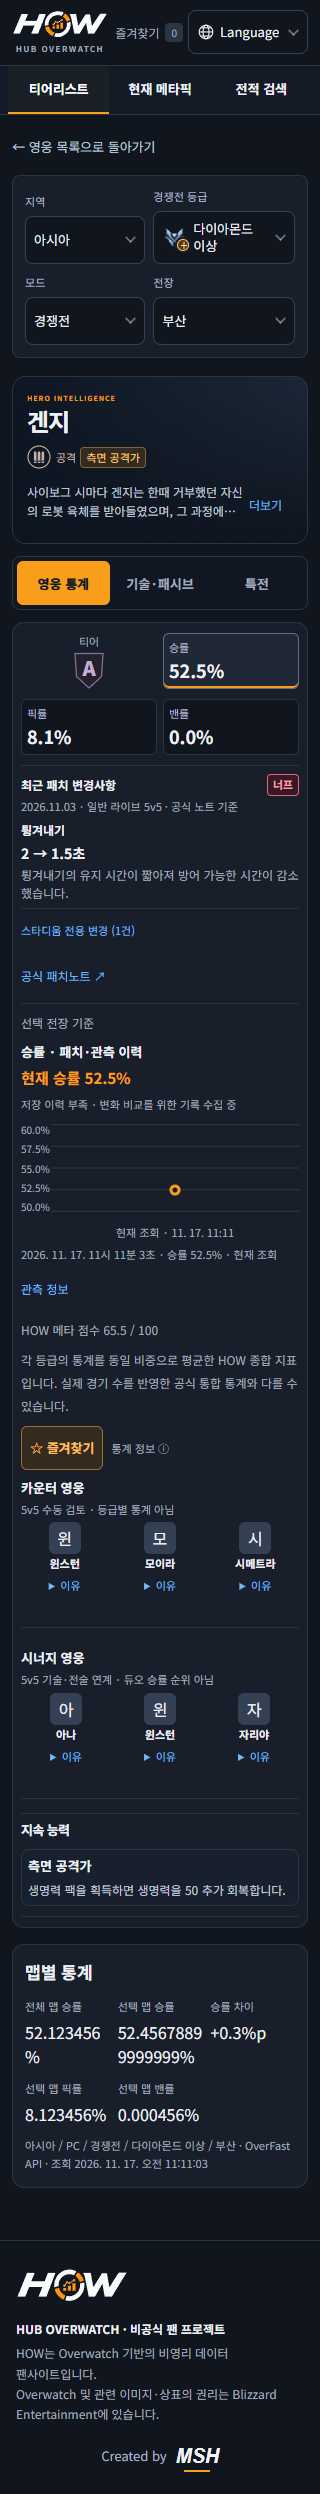 HOW
HUB OVERWATCH
즐겨찾기 0
Language
티어리스트 현재 메타픽 전적 검색
← 영웅 목록으로 돌아가기
지역 경쟁전 등급
아시아 다이아몬드 이상
모드 전장
경쟁전 부산
HERO INTELLIGENCE
겐지
공격 측면 공격가
사이보그 시마다 겐지는 한때 거부했던 자신
의 로봇 육체를 받아들였으며, 그 과정에… 더보기
영웅 통계 기술·패시브 특전
티어 승률
A 52.5%
픽률 밴률
8.1% 0.0%
최근 패치 변경사항 너프
2026.11.03 · 일반 라이브 5v5 · 공식 노트 기준
튕겨내기
2 → 1.5초
튕겨내기의 유지 시간이 짧아져 방어 가능한 시간이 감소
했습니다.
스타디움 전용 변경 (1건)
공식 패치노트 ↗
선택 전장 기준
승률 · 패치·관측 이력
현재 승률 52.5%
저장 이력 부족 · 변화 비교를 위한 기록 수집 중
60.0%
57.5%
55.0%
52.5%
50.0%
현재 조회 · 11. 17. 11:11
2026. 11. 17. 11시 11분 3초 · 승률 52.5% · 현재 조회
관측 정보
HOW 메타 점수 65.5 / 100
각 등급의 통계를 동일 비중으로 평균한 HOW 종합 지표
입니다. 실제 경기 수를 반영한 공식 통합 통계와 다를 수
있습니다.
☆ 즐겨찾기 통계 정보 ⓘ
카운터 영웅
5v5 수동 검토 · 등급별 통계 아님
윈 모 시
윈스턴 모이라 시메트라
▶ 이유 ▶ 이유 ▶ 이유
시너지 영웅
5v5 기술·전술 연계 · 듀오 승률 순위 아님
아 윈 자
아나 윈스턴 자리야
▶ 이유 ▶ 이유 ▶ 이유
지속 능력
측면 공격가
생명력 팩을 획득하면 생명력을 50 추가 회복합니다.
맵별 통계
전체 맵 승률 선택 맵 승률 승률 차이
52.123456 52.4567889 +0.3%p
% 9999999%
선택 맵 픽률 선택 맵 밴률
8.123456% 0.000456%
아시아 / PC / 경쟁전 / 다이아몬드 이상 / 부산 · OverFast
API · 조회 2026. 11. 17. 오전 11:11:03
HOW
HUB OVERWATCH · 비공식 팬 프로젝트
HOW는 Overwatch 기반의 비영리 데이터
팬사이트입니다.
Overwatch 및 관련 이미지·상표의 권리는 Blizzard
Entertainment에 있습니다.
Created by MSH